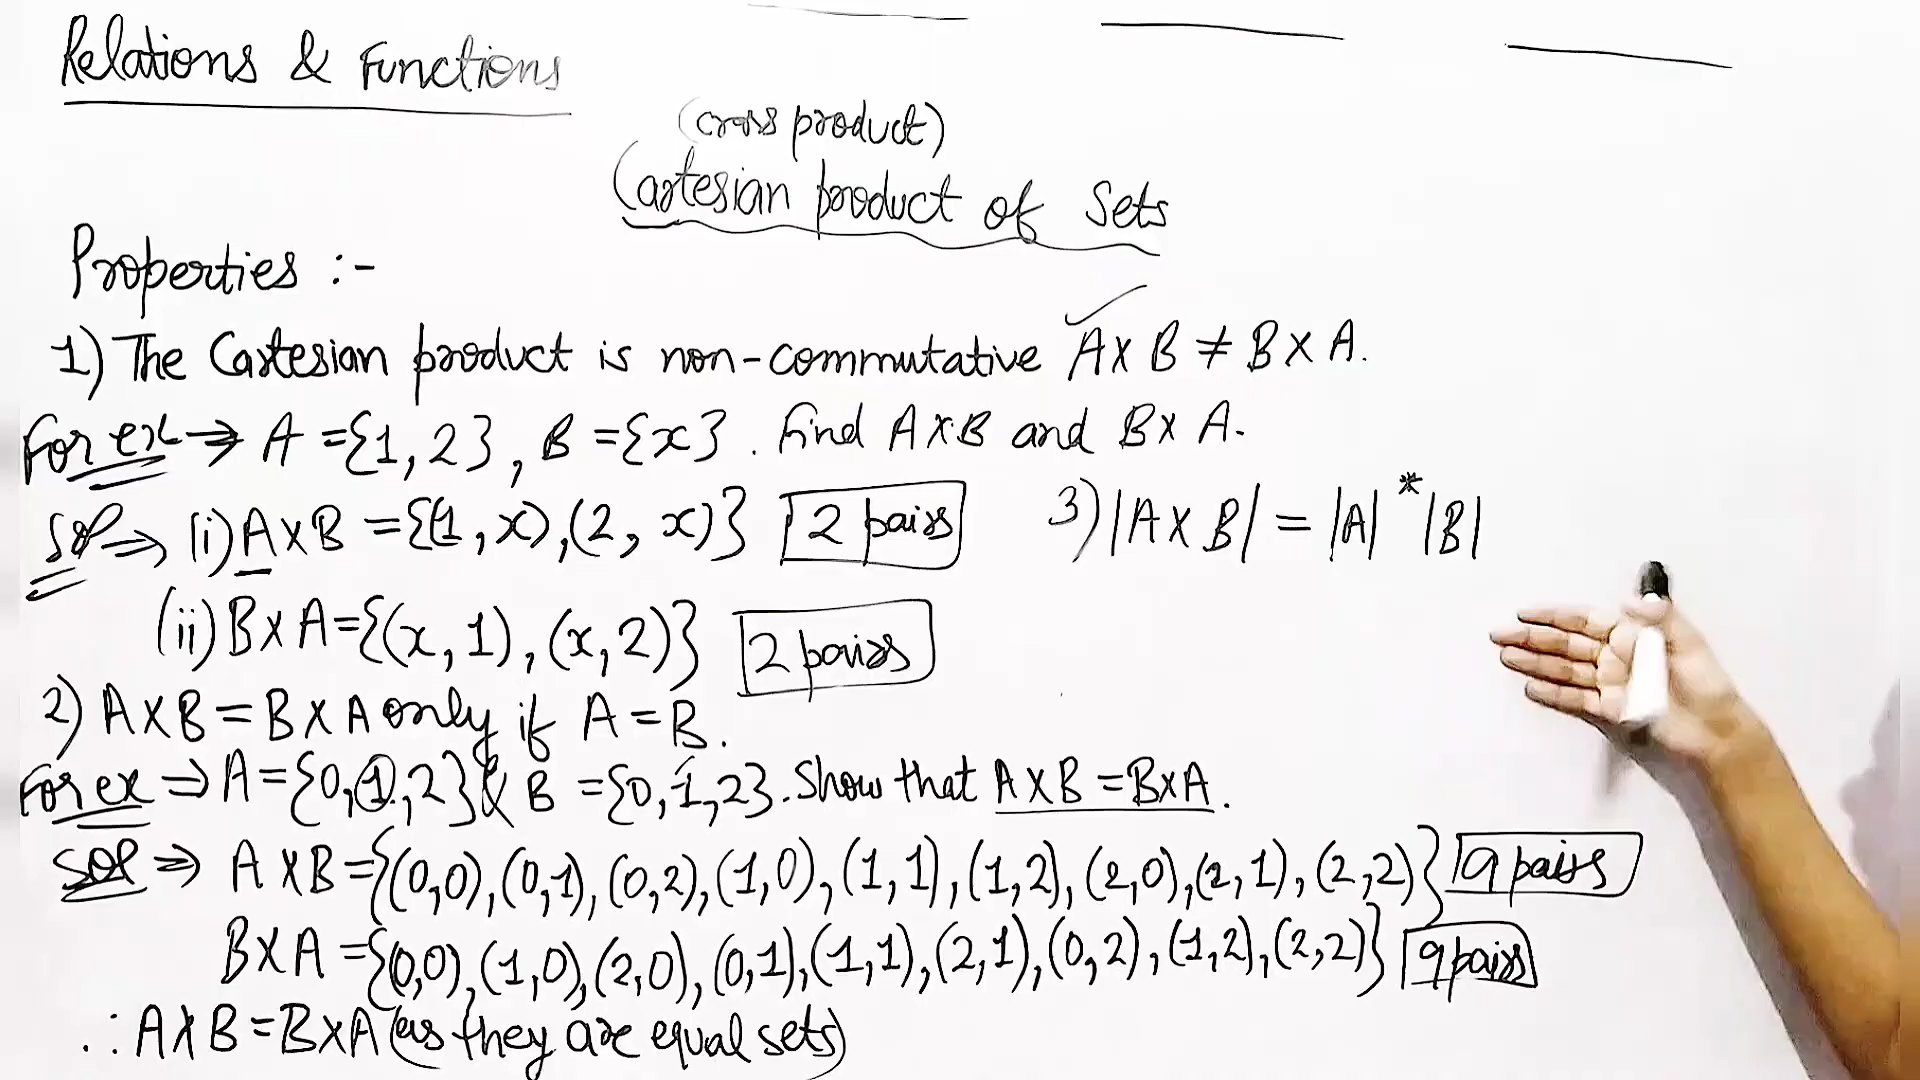 Relations & Functions
(cross product)
Cartesian product of Sets
Properties :-
1) The Cartesian product is non-commutative A×B ≠ B×A.
For ex → A = {1, 2}, B = {x}. Find A×B and B×A.
Sol ⇒ (i) A×B = {(1, x), (2, x)} 2 pairs
(ii) B×A = {(x, 1), (x, 2)} 2 pairs
2) A×B = B×A only if A = B.
For ex ⇒ A = {0, 1, 2} & B = {0, 1, 2}. Show that A×B = B×A.
Sol ⇒ A×B = {(0,0), (0,1), (0,2), (1,0), (1,1), (1,2), (2,0), (2,1), (2,2)} 9 pairs
B×A = {(0,0), (1,0), (2,0), (0,1), (1,1), (2,1), (0,2), (1,2), (2,2)} 9 pairs
∴ A×B = B×A (as they are equal sets)
3) |A×B| = |A| * |B|